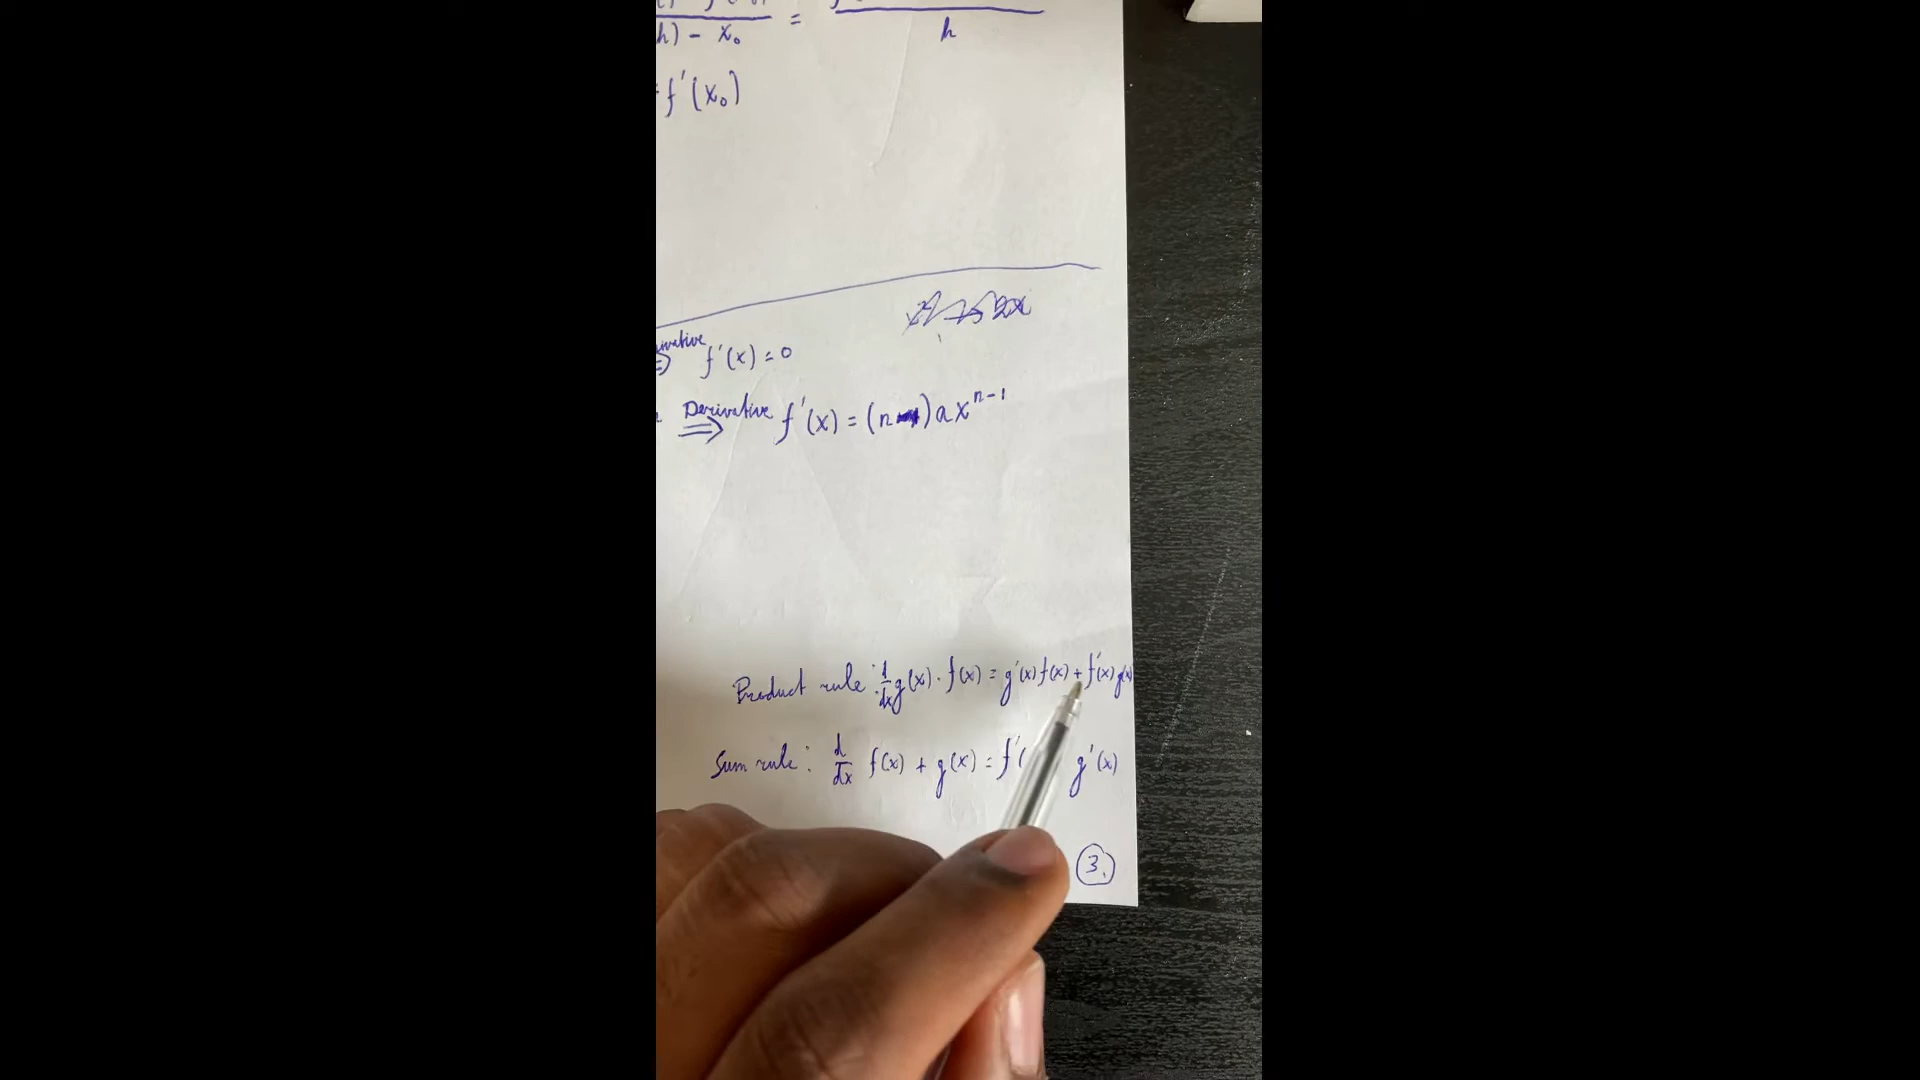 h) - x₀ = h
= f'(x₀)
f'(x) = 0
Derivative
⇒ f'(x) = (n) a x^{n-1}
Product rule : d/dx g(x) · f(x) = g'(x) f(x) + f'(x) g(x)
Sum rule : d/dx f(x) + g(x) = f'( g'(x)
3.